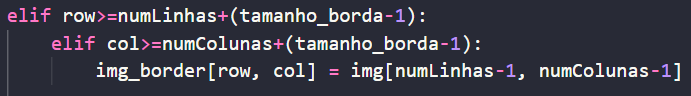 elif row>=numLinhas+(tamanho_borda-1):
elif col>=numColunas+(tamanho_borda-1):
img_border[row, col] = img[numLinhas-1, numColunas-1]